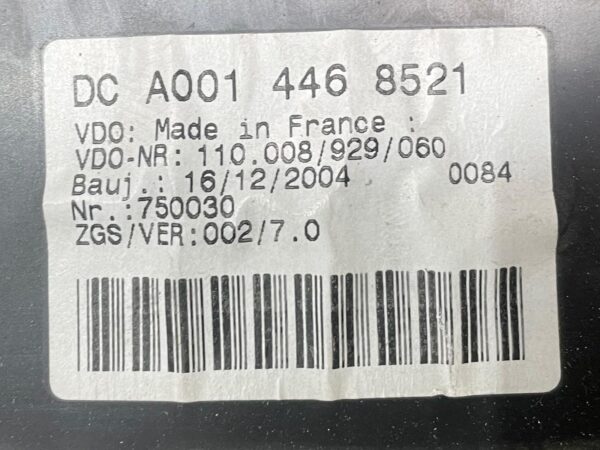 DC A001 446 8521
VDO: Made in France :
VDO-NR: 110.008/929/060
Bauj.: 16/12/2004 0084
Nr.:750030
ZGS/VER:002/7.0